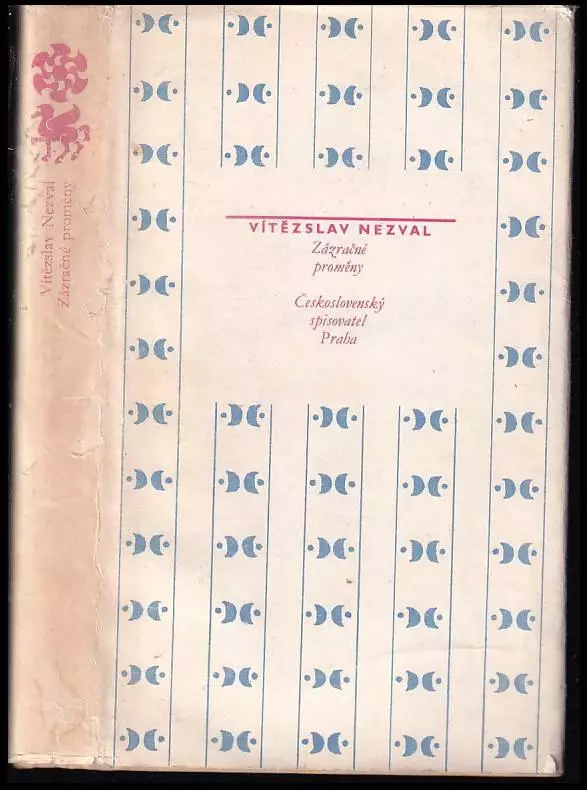 Vítězslav Nezval
Zázračné proměny
VÍTĚZSLAV NEZVAL
Zázračné
proměny
Československý
spisovatel
Praha